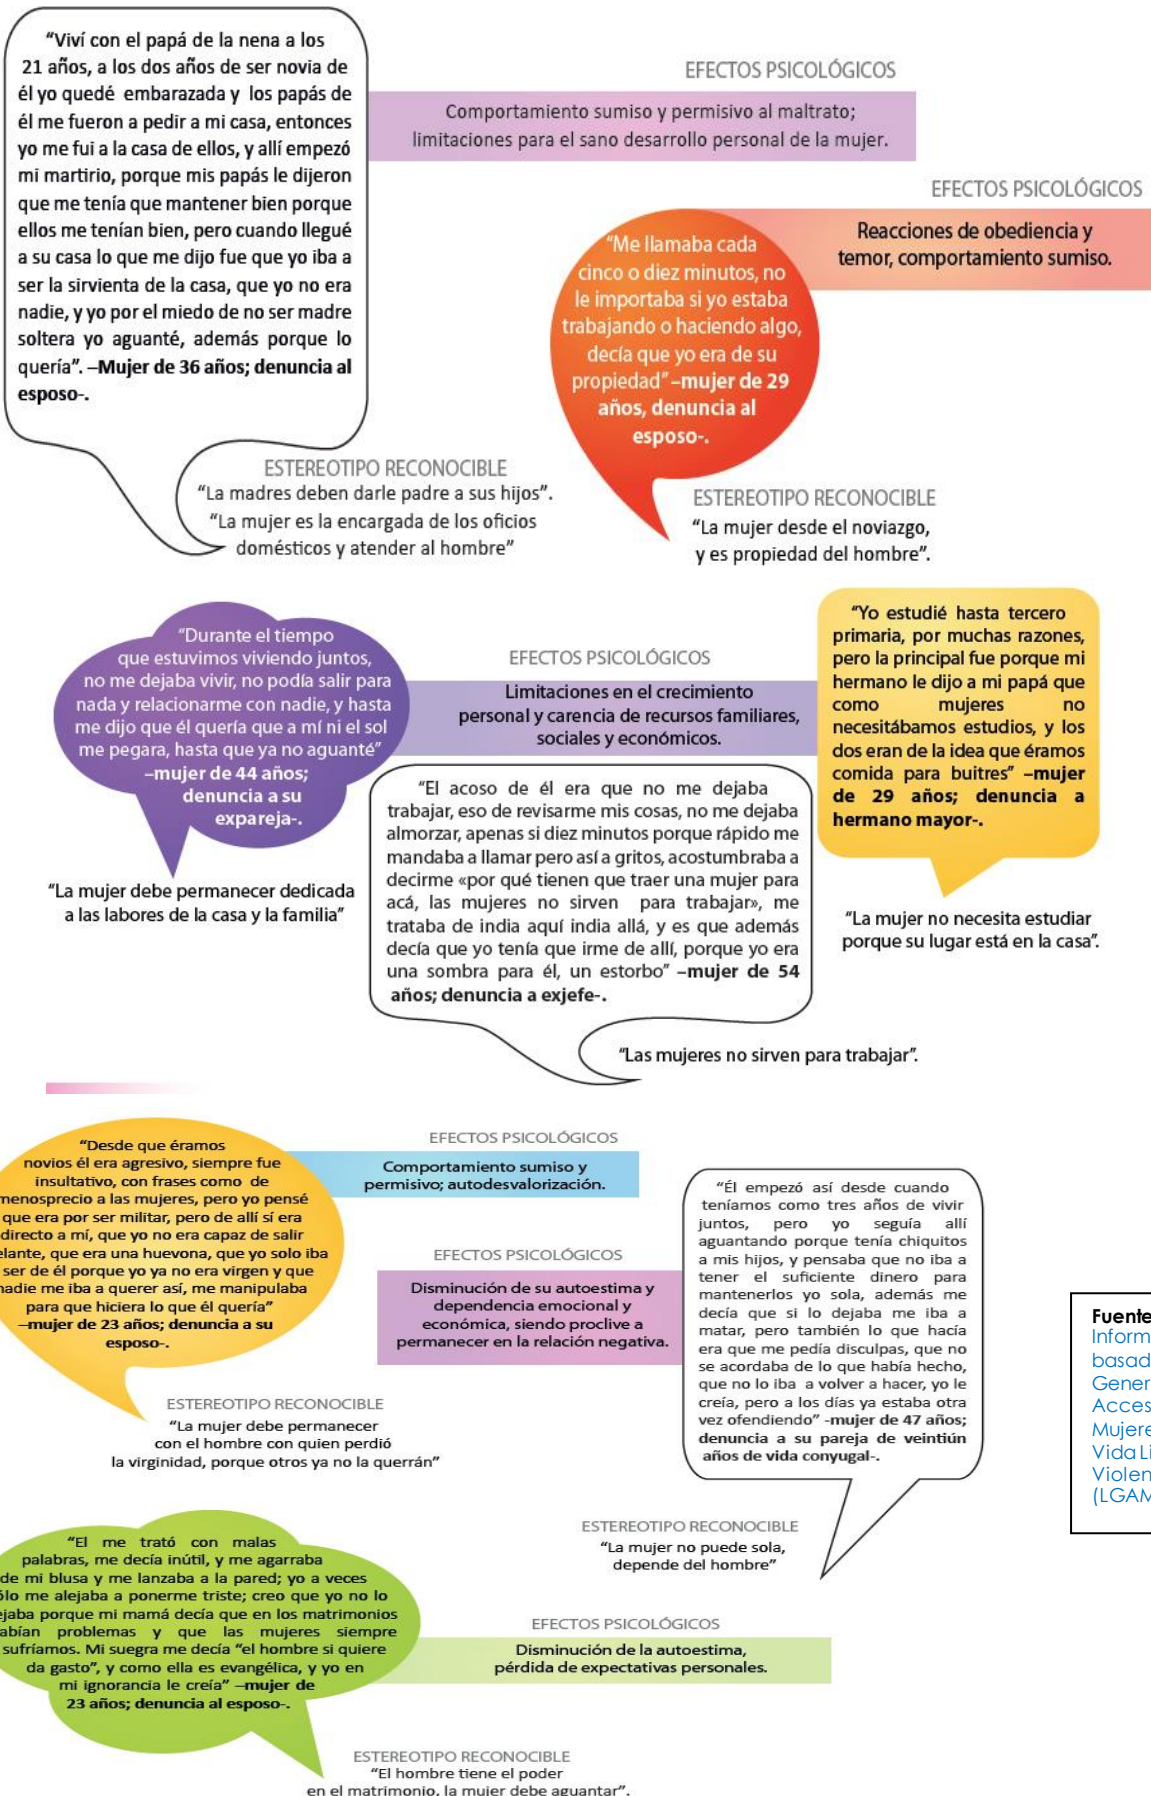 “Viví con el papá de la nena a los
21 años, a los dos años de ser novia de
él yo quedé embarazada y los papás de
él me fueron a pedir a mi casa, entonces
yo me fui a la casa de ellos, y allí empezó
mi martirio, porque mis papás le dijeron
que me tenía que mantener bien porque
ellos me tenían bien, pero cuando llegué
a su casa lo que me dijo fue que yo iba a
ser la sirvienta de la casa, que yo no era
nadie, y yo por el miedo de no ser madre
soltera yo aguanté, además porque lo
quería”. –Mujer de 36 años; denuncia al
esposo-.
EFECTOS PSICOLÓGICOS
Comportamiento sumiso y permisivo al maltrato;
limitaciones para el sano desarrollo personal de la mujer.
ESTEREOTIPO RECONOCIBLE
“La madres deben darle padre a sus hijos”.
“La mujer es la encargada de los oficios
domésticos y atender al hombre”
EFECTOS PSICOLÓGICOS
Reacciones de obediencia y
temor, comportamiento sumiso.
“Me llamaba cada
cinco o diez minutos, no
le importaba si yo estaba
trabajando o haciendo algo,
decía que yo era de su
propiedad” –mujer de 29
años, denuncia al
esposo-.
ESTEREOTIPO RECONOCIBLE
“La mujer desde el noviazgo,
y es propiedad del hombre”.
“Durante el tiempo
que estuvimos viviendo juntos,
no me dejaba vivir, no podía salir para
nada y relacionarme con nadie, y hasta
me dijo que él quería que a mí ni el sol
me pegara, hasta que ya no aguanté”
–mujer de 44 años;
denuncia a su
expareja-.
“La mujer debe permanecer dedicada
a las labores de la casa y la familia”
EFECTOS PSICOLÓGICOS
Limitaciones en el crecimiento
personal y carencia de recursos familiares,
sociales y económicos.
“El acoso de él era que no me dejaba
trabajar, eso de revisarme mis cosas, no me dejaba
almorzar, apenas si diez minutos porque rápido me
mandaba a llamar pero así a gritos, acostumbraba a
decirme «por qué tienen que traer una mujer para
acá, las mujeres no sirven para trabajar», me
trataba de india aquí india allá, y es que además
decía que yo tenía que irme de allí, porque yo era
una sombra para él, un estorbo” –mujer de 54
años; denuncia a exjefe-.
“Las mujeres no sirven para trabajar”.
“Yo estudié hasta tercero
primaria, por muchas razones,
pero la principal fue porque mi
hermano le dijo a mi papá que
como mujeres no
necesitábamos estudios, y los
dos eran de la idea que éramos
comida para buitres” –mujer
de 29 años; denuncia a
hermano mayor-.
“La mujer no necesita estudiar
porque su lugar está en la casa”.
“Desde que éramos
novios él era agresivo, siempre fue
insultativo, con frases como de
menosprecio a las mujeres, pero yo pensé
que era por ser militar, pero de allí sí era
directo a mí, que yo no era capaz de salir
elante, que era una huevona, que yo solo iba
ser de él porque yo ya no era virgen y que
nadie me iba a querer así, me manipulaba
para que hiciera lo que él quería”
–mujer de 23 años; denuncia a su
esposo-.
EFECTOS PSICOLÓGICOS
Comportamiento sumiso y
permisivo; autodesvalorización.
ESTEREOTIPO RECONOCIBLE
“La mujer debe permanecer
con el hombre con quien perdió
la virginidad, porque otros ya no la querrán”
EFECTOS PSICOLÓGICOS
Disminución de su autoestima y
dependencia emocional y
económica, siendo proclive a
permanecer en la relación negativa.
“Él empezó así desde cuando
teníamos como tres años de vivir
juntos, pero yo seguía allí
aguantando porque tenía chiquitos
a mis hijos, y pensaba que no iba a
tener el suficiente dinero para
mantenerlos yo sola, además me
decía que si lo dejaba me iba a
matar, pero también lo que hacía
era que me pedía disculpas, que no
se acordaba de lo que había hecho,
que no lo iba a volver a hacer, yo le
creía, pero a los días ya estaba otra
vez ofendiendo” -mujer de 47 años;
denuncia a su pareja de veintiún
años de vida conyugal-.
ESTEREOTIPO RECONOCIBLE
“La mujer no puede sola,
depende del hombre”
Fuente
Inform
basad
Gener
Acces
Mujere
Vida Li
Violen
(LGAM
“El me trató con malas
palabras, me decía inútil, y me agarraba
de mi blusa y me lanzaba a la pared; yo a veces
ólo me alejaba a ponerme triste; creo que yo no lo
ejaba porque mi mamá decía que en los matrimonios
abían problemas y que las mujeres siempre
sufríamos. Mi suegra me decía “el hombre si quiere
da gasto”, y como ella es evangélica, y yo en
mi ignorancia le creía” –mujer de
23 años; denuncia al esposo-.
EFECTOS PSICOLÓGICOS
Disminución de la autoestima,
pérdida de expectativas personales.
ESTEREOTIPO RECONOCIBLE
“El hombre tiene el poder
en el matrimonio, la mujer debe aguantar”.